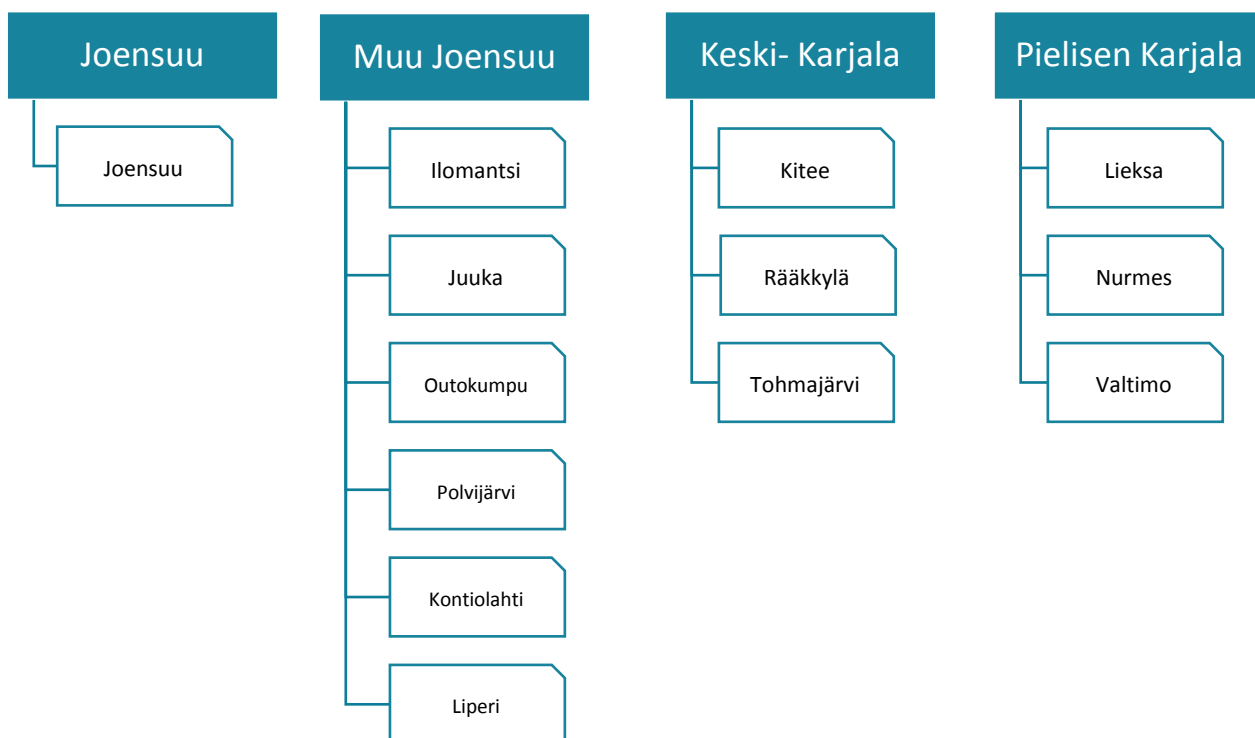 Joensuu
Joensuu
Muu Joensuu
Ilomantsi
Juuka
Outokumpu
Polvijärvi
Kontiolahti
Liperi
Keski- Karjala
Kitee
Rääkkylä
Tohmajärvi
Pielisen Karjala
Lieksa
Nurmes
Valtimo